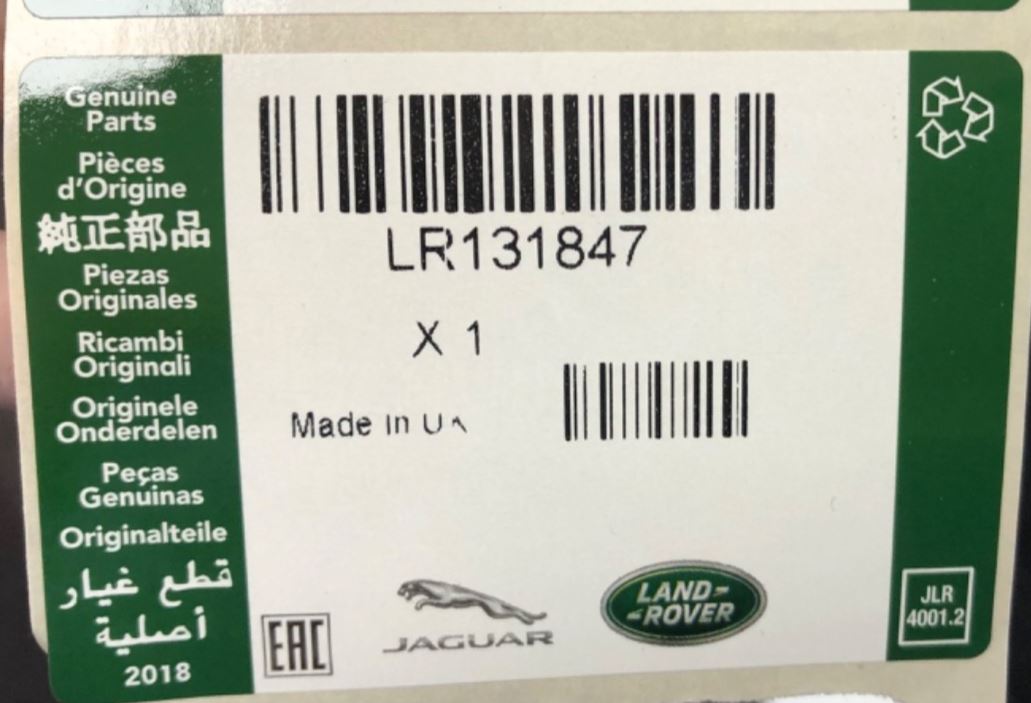 Genuine
Parts
Pièces
d'Origine
純正部品
Piezas
Originales
Ricambi
Originali
Originele
Onderdelen
Peças
Genuinas
Originalteile
قطع غيار
أصلية
2018
LR131847
X 1
Made in
EAC
JAGUAR
LAND-
-ROVER
JLR
4001.2